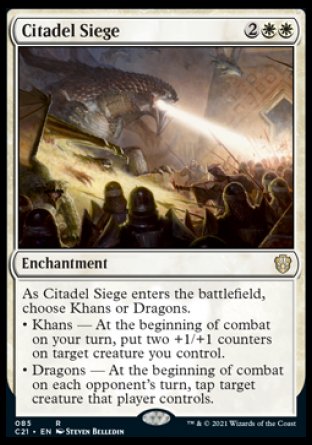 Citadel Siege 2
Enchantment
As Citadel Siege enters the battlefield,
choose Khans or Dragons.
• Khans — At the beginning of combat
on your turn, put two +1/+1 counters
on target creature you control.
• Dragons — At the beginning of combat
on each opponent's turn, tap target
creature that player controls.
085 R
C21 • EN Steven Belledin ™ & © 2021 Wizards of the Coast